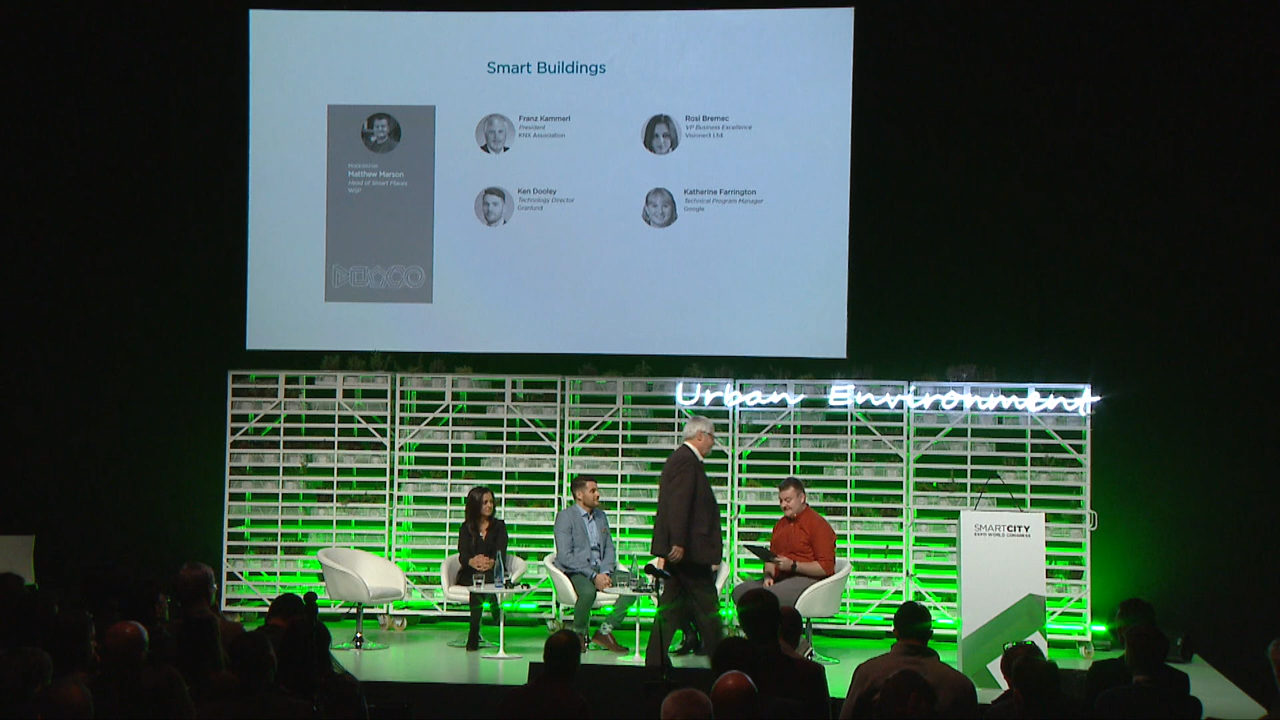 Smart Buildings
Matthew Marson
Head of Smart Places
WSP
Franz Kammerl
President
KNX Association
Rosi Bremec
VP Business Excellence
Visionect Ltd.
Ken Dooley
Technology Director
Granlund
Katherine Farrington
Technical Program Manager
Google
Urban Environment
SMARTCITY
EXPO WORLD CONGRESS